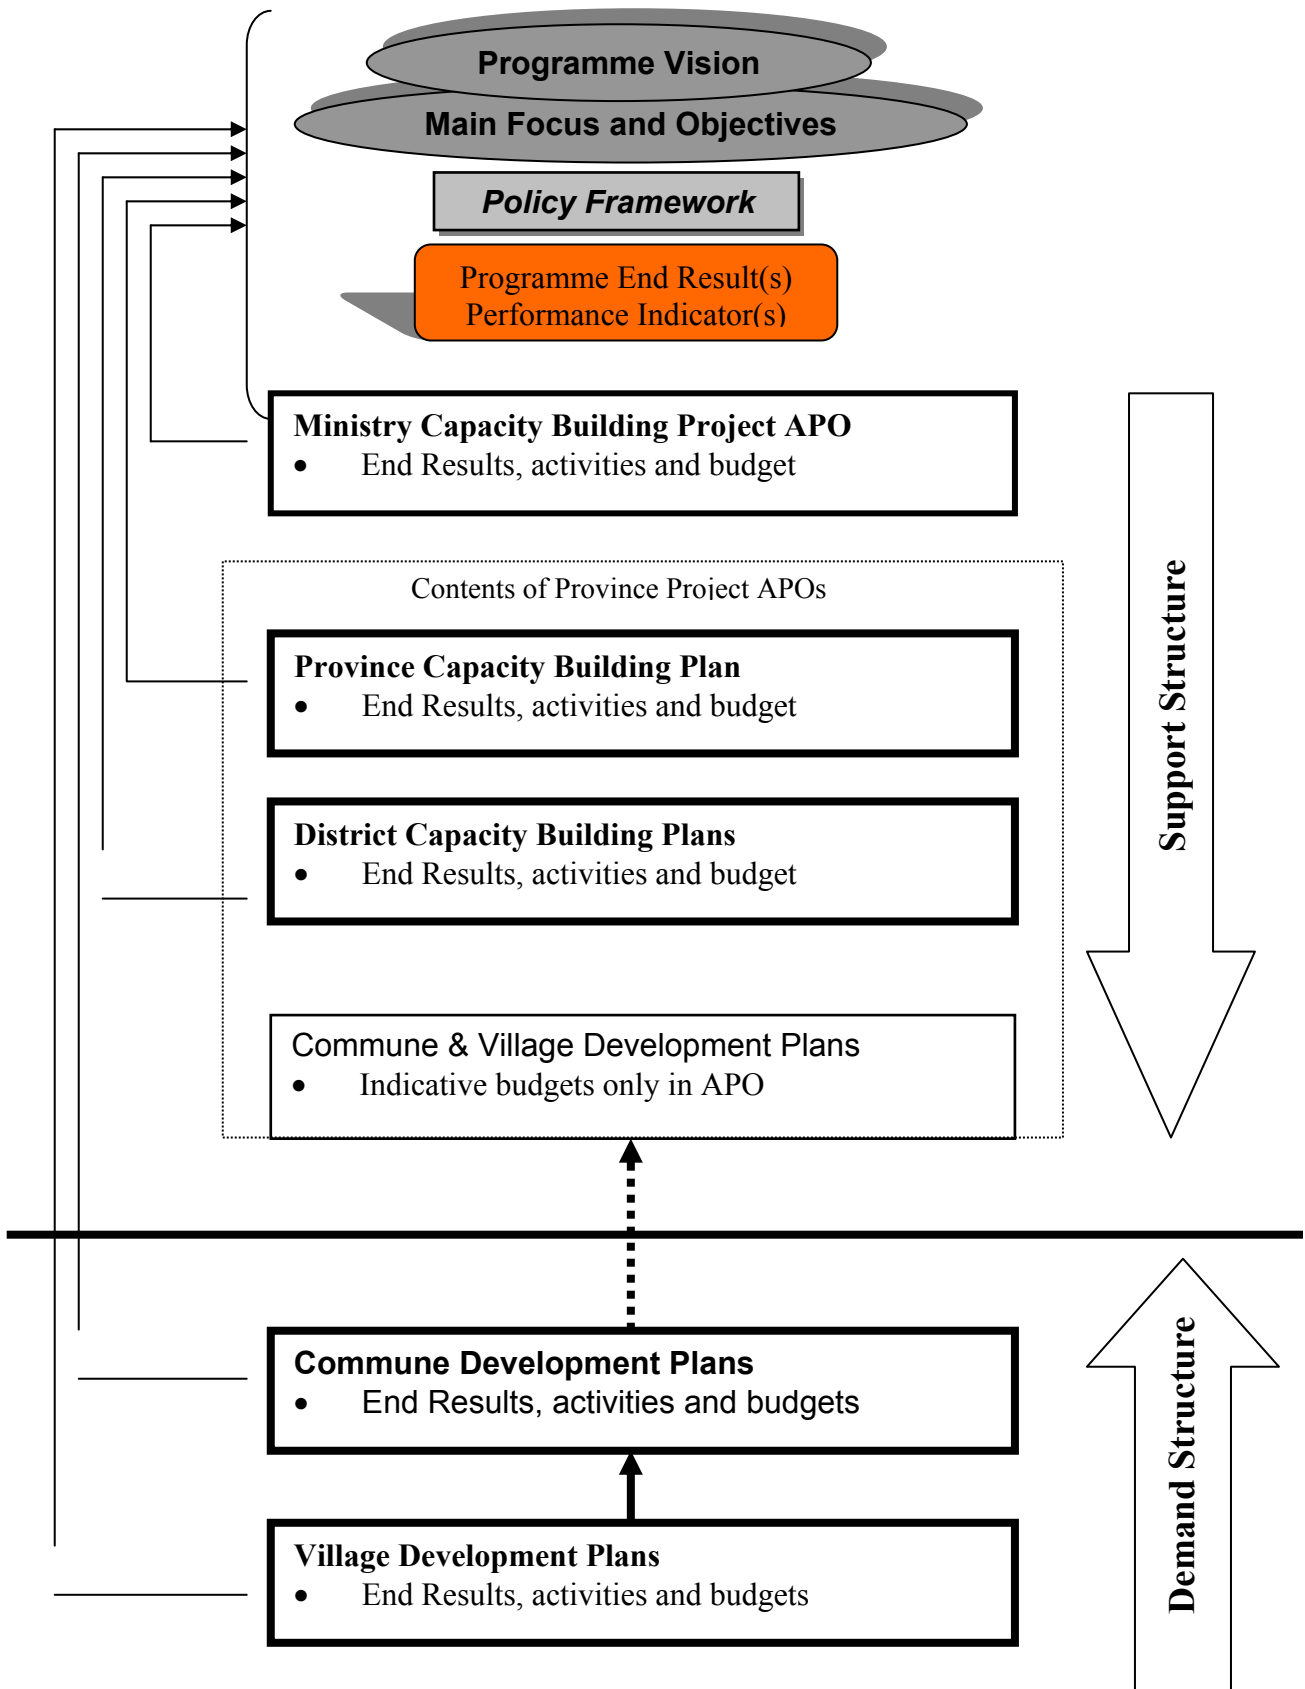 Programme Vision
Main Focus and Objectives
Policy Framework
Programme End Result(s)
Performance Indicator(s)
Ministry Capacity Building Project APO
• End Results, activities and budget
Contents of Province Project APOs
Province Capacity Building Plan
• End Results, activities and budget
District Capacity Building Plans
• End Results, activities and budget
Commune & Village Development Plans
• Indicative budgets only in APO
Support Structure
Commune Development Plans
• End Results, activities and budgets
Village Development Plans
• End Results, activities and budgets
Demand Structure